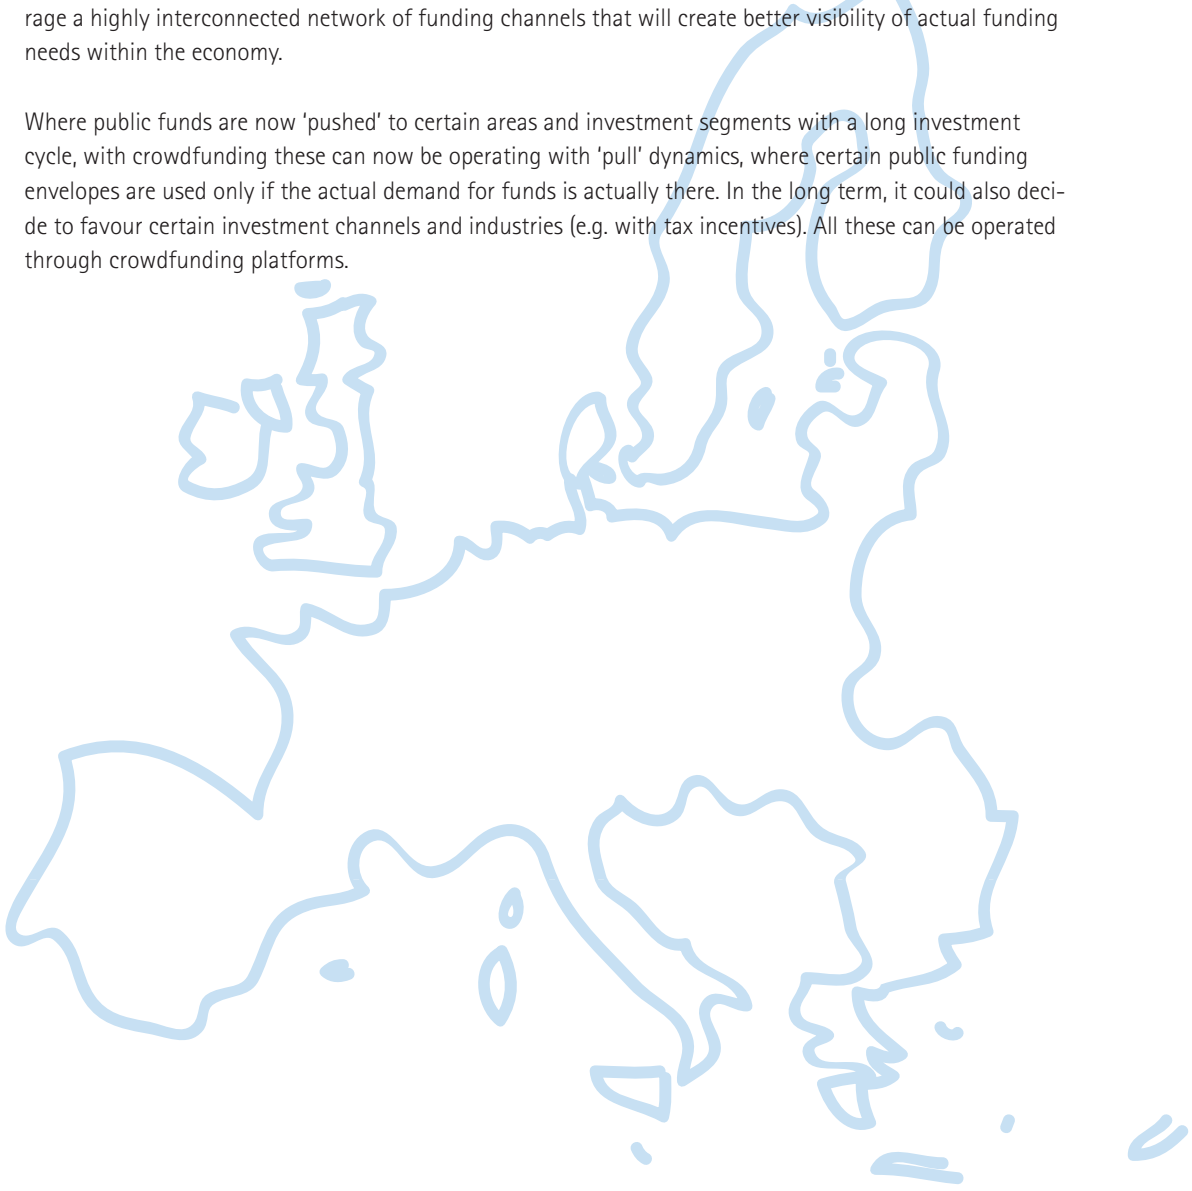 rage a highly interconnected network of funding channels that will create better visibility of actual funding
needs within the economy.
Where public funds are now ‘pushed’ to certain areas and investment segments with a long investment
cycle, with crowdfunding these can now be operating with ‘pull’ dynamics, where certain public funding
envelopes are used only if the actual demand for funds is actually there. In the long term, it could also deci-
de to favour certain investment channels and industries (e.g. with tax incentives). All these can be operated
through crowdfunding platforms.